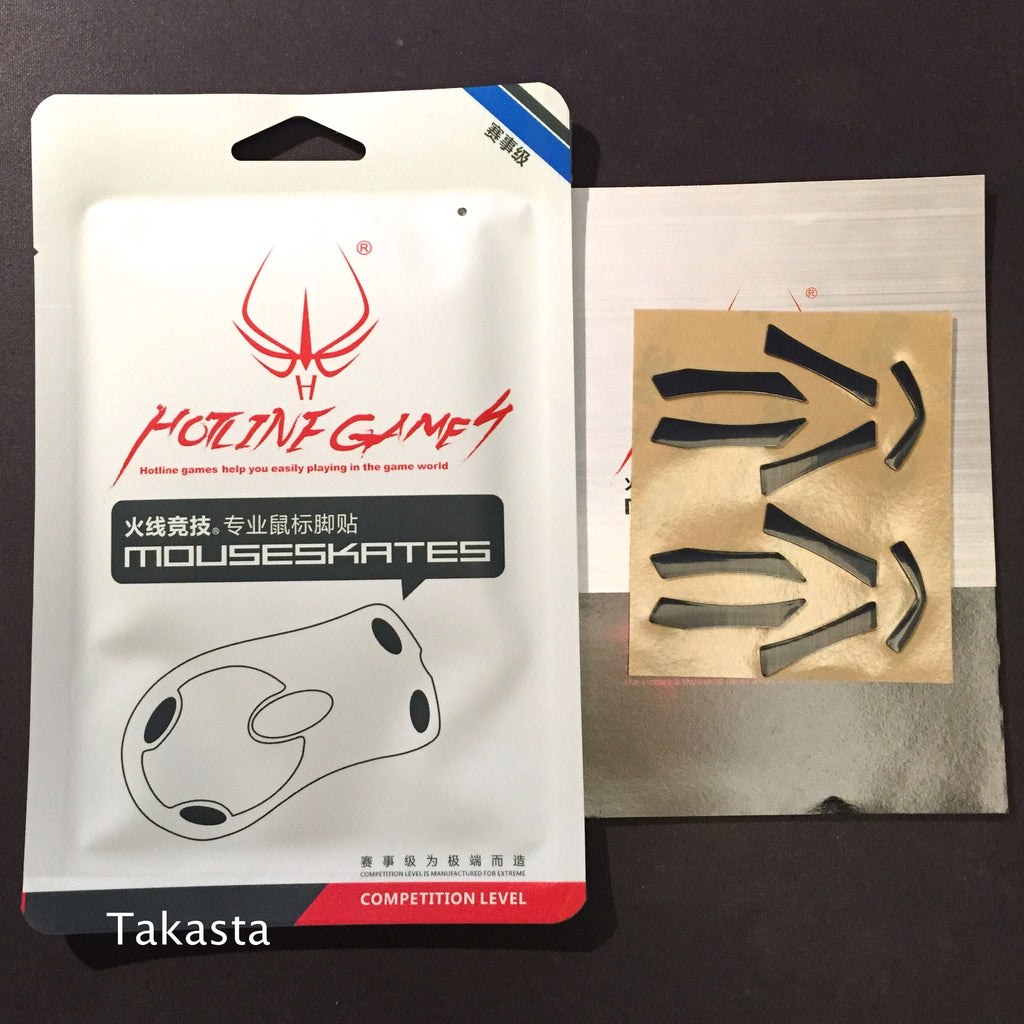 赛事级
®
H
HOTLINE GAMES
Hotline games help you easily playing in the game world
火线竞技® 专业鼠标脚贴
MOUSESKATES
赛事级为极端而造
COMPETITION LEVEL IS MANUFACTURED FOR EXTREME
COMPETITION LEVEL
Takasta
®